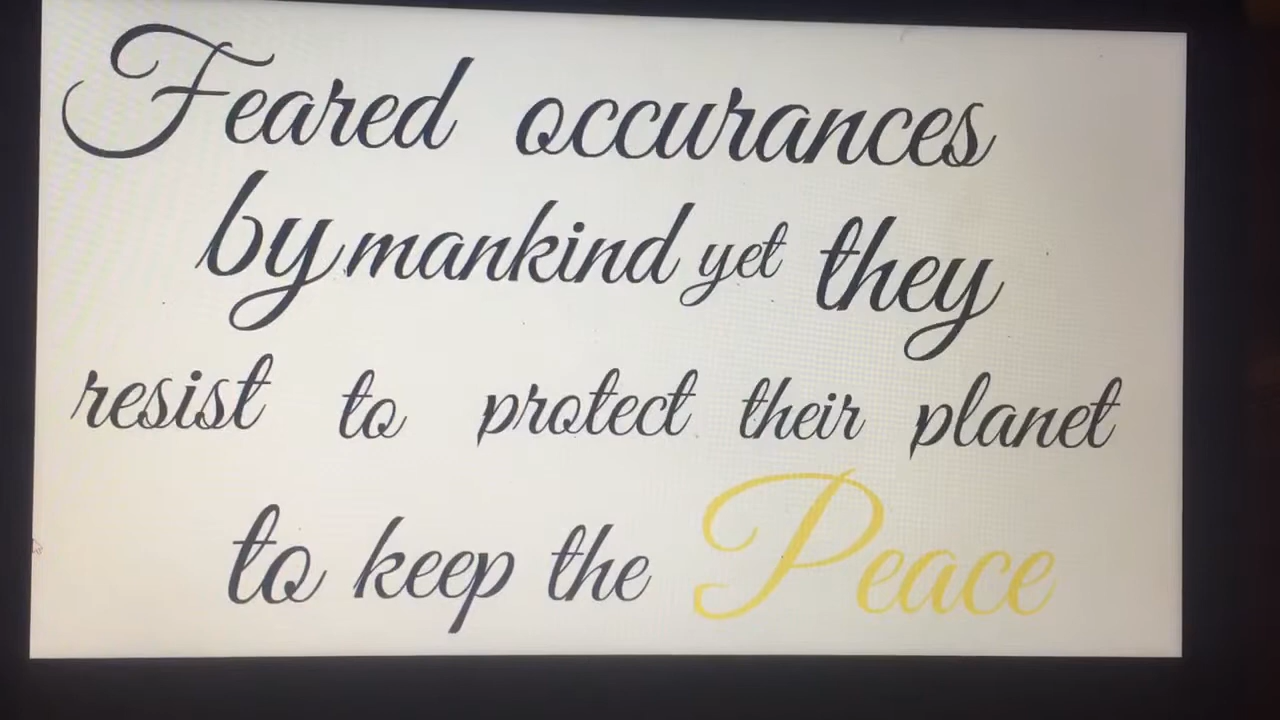 Feared occurances
by mankind yet they
resist to protect their planet
to keep the Peace